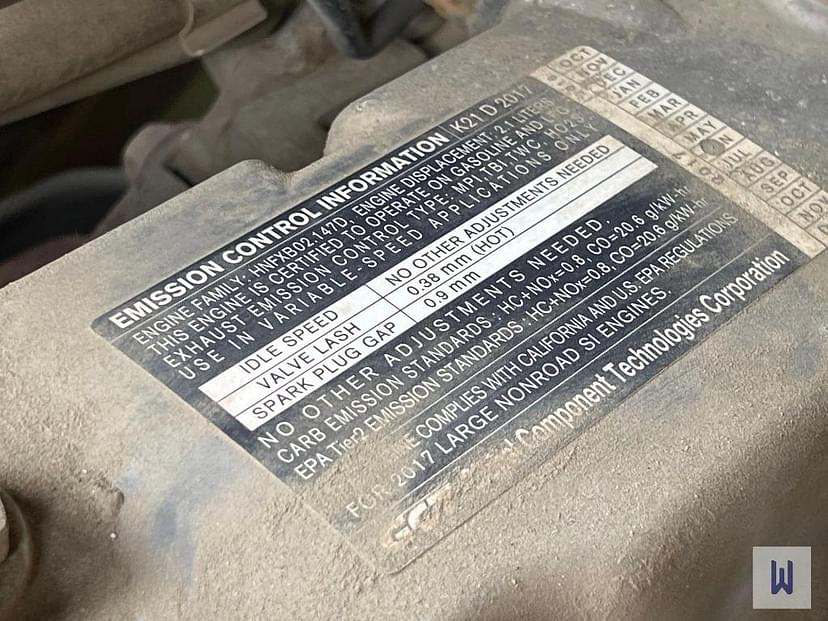 EMISSION CONTROL INFORMATION K21D 2017
ENGINE FAMILY: HNFXB02.147D, ENGINE DISPLACEMENT: 2.1 LITERS
THIS ENGINE IS CERTIFIED TO OPERATE ON GASOLINE AND
EXHAUST EMISSION CONTROL TYPE: MPI,TBI,TWC, HO2S
USE IN VARIABLE-SPEED APPLICATIONS ONLY.
IDLE SPEED NO OTHER ADJUSTMENTS NEEDED
VALVE LASH 0.38 mm (HOT)
SPARK PLUG GAP 0.9 mm
NO OTHER ADJUSTMENTS NEEDED.
CARB EMISSION STANDARDS : HC+NOx=0.8, CO=20.6 g/kW-hr
EPA Tier2 EMISSION STANDARDS : HC+NOx=0.8, CO=20.6 g/kW-hr
COMPLIES WITH CALIFORNIA AND U.S. EPA REGULATIONS
FOR 2017 LARGE NONROAD SI ENGINES.
Component Technologies Corporation
OCT
NOV
DEC
JAN
FEB
MAR
APR
MAY
JUL
AUG
SEP
OCT
W